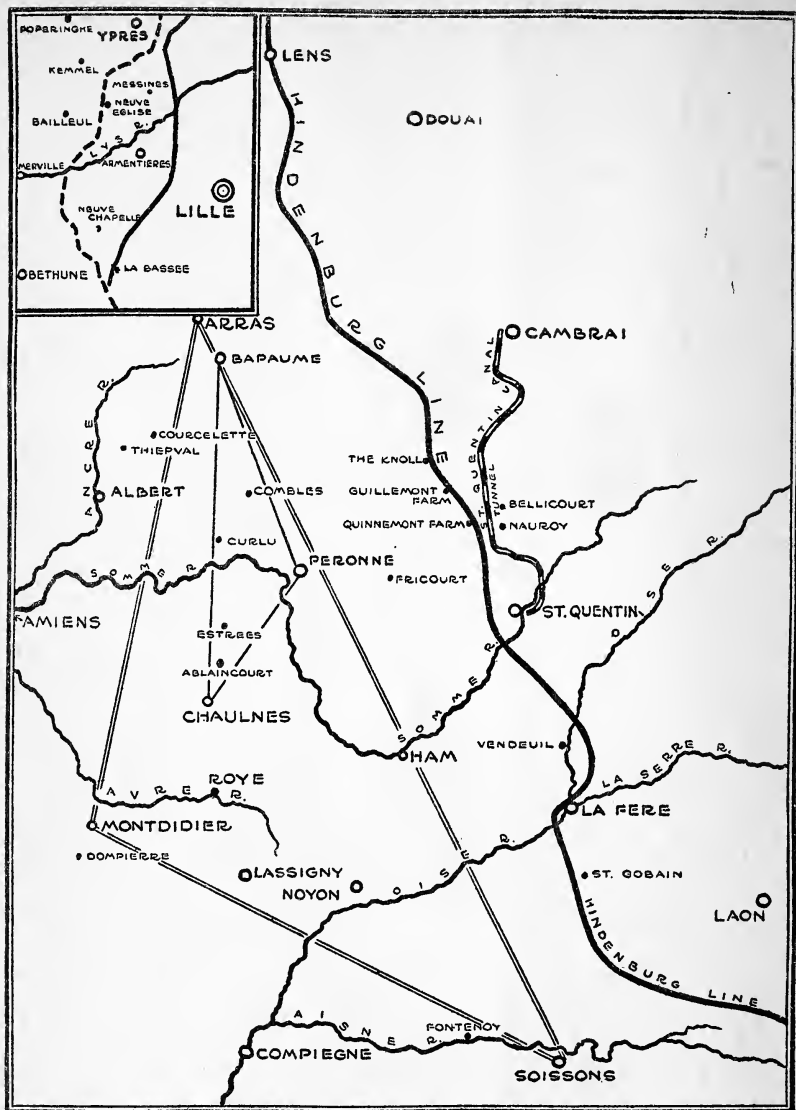 POPERINGHE
YPRES
KEMMEL
MESSINES
NEUVE
EGLISE
BAILLEUL
LYS R.
MERVILLE
ARMENTIERES
NEUVE
CHAPELLE
LILLE
BETHUNE
LA BASSEE
LENS
DOUAI
HINDENBURG LINE
ARRAS
BAPAUME
CAMBRAI
ANCRE R.
COURCELETTE
THIEPVAL
ALBERT
COMBLES
THE KNOLL
GUILLEMONT
FARM
QUINNEMONT FARM
ST. QUENTIN CANAL
TUNNEL
BELLICOURT
NAUROY
CURLU
SOMME R.
PERONNE
FRICOURT
AMIENS
ESTREES
ABLAINCOURT
CHAULNES
ST. QUENTIN
OISE R.
SOMME R.
HAM
VENDEUIL
LA SERRE R.
ROYE
AVRE R.
MONTDIDIER
DOMPIERRE
LA FERE
LASSIGNY
NOYON
OISE R.
ST. GOBAIN
LAON
HINDENBURG LINE
AISNE R.
FONTENOY
COMPIEGNE
SOISSONS